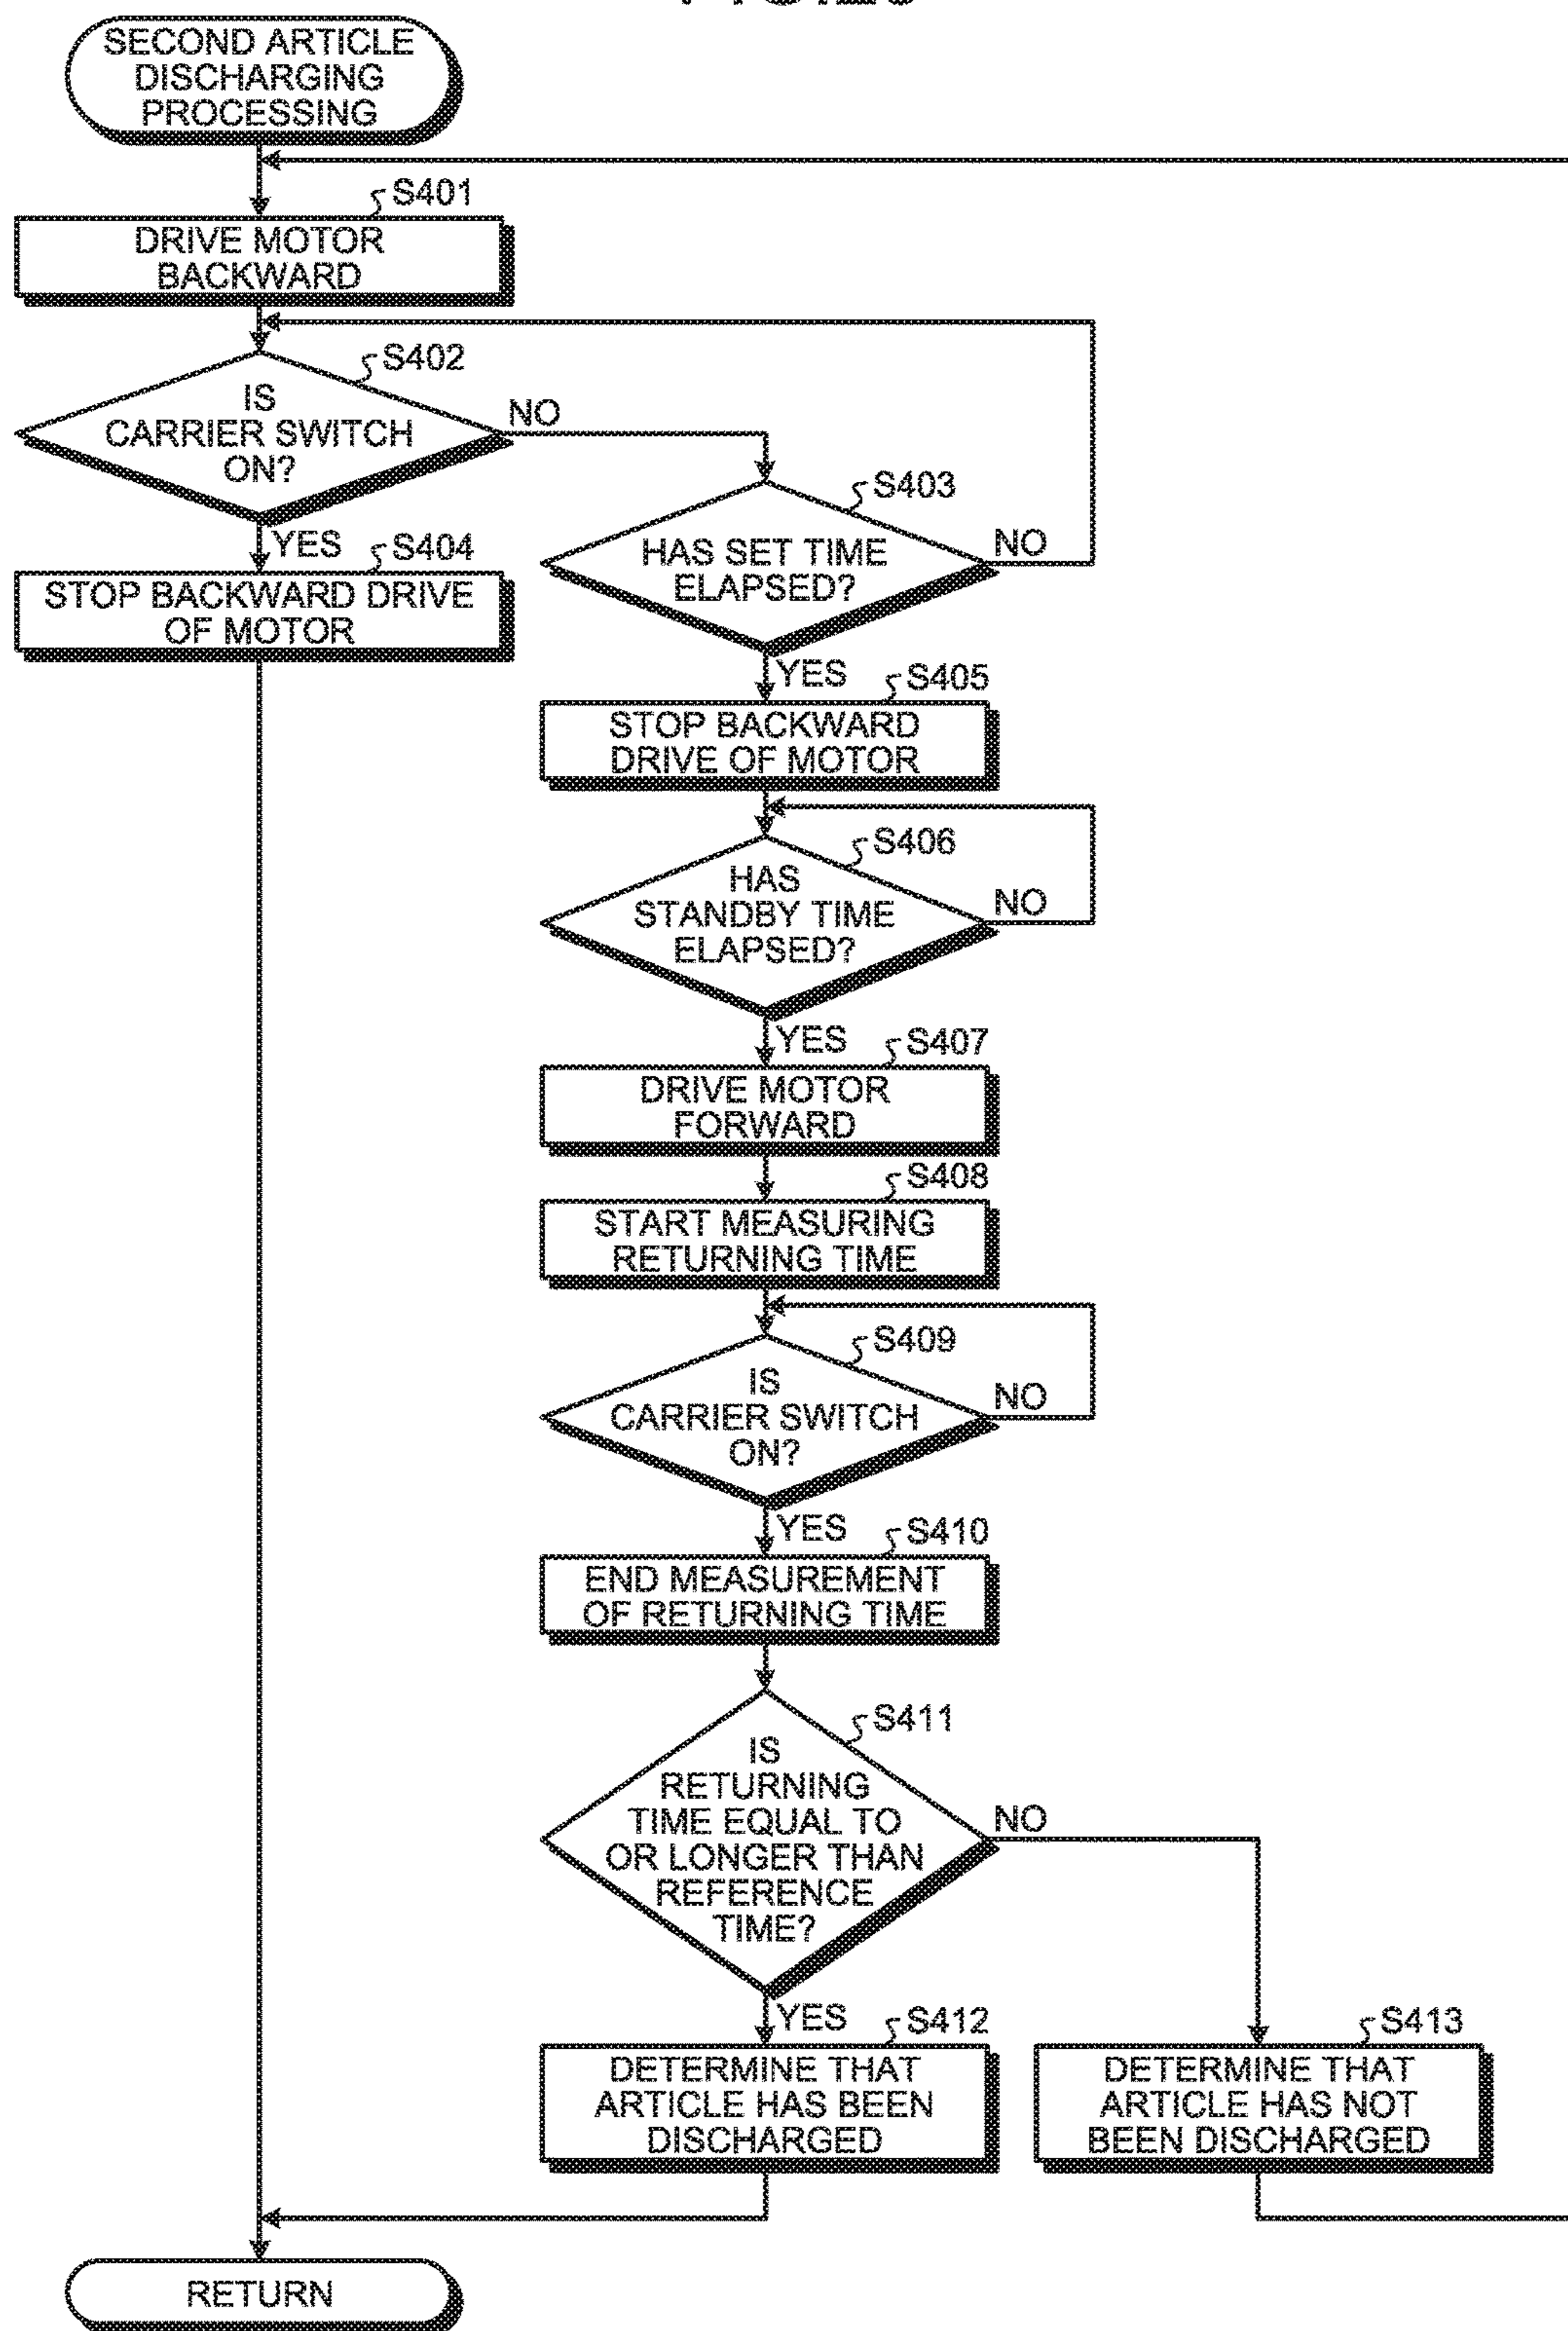 SECOND ARTICLE
DISCHARGING
PROCESSING
S401
DRIVE MOTOR
BACKWARD
S402
IS
CARRIER SWITCH
ON?
NO
S403
HAS SET TIME
ELAPSED?
NO
YES
S404
STOP BACKWARD DRIVE
OF MOTOR
YES
S405
STOP BACKWARD
DRIVE OF MOTOR
S406
HAS
STANDBY TIME
ELAPSED?
NO
YES
S407
DRIVE MOTOR
FORWARD
S408
START MEASURING
RETURNING TIME
S409
IS
CARRIER SWITCH
ON?
NO
YES
S410
END MEASUREMENT
OF RETURNING TIME
S411
IS
RETURNING
TIME EQUAL TO
OR LONGER THAN
REFERENCE
TIME?
NO
YES
S412
DETERMINE THAT
ARTICLE HAS BEEN
DISCHARGED
S413
DETERMINE THAT
ARTICLE HAS NOT
BEEN DISCHARGED
RETURN